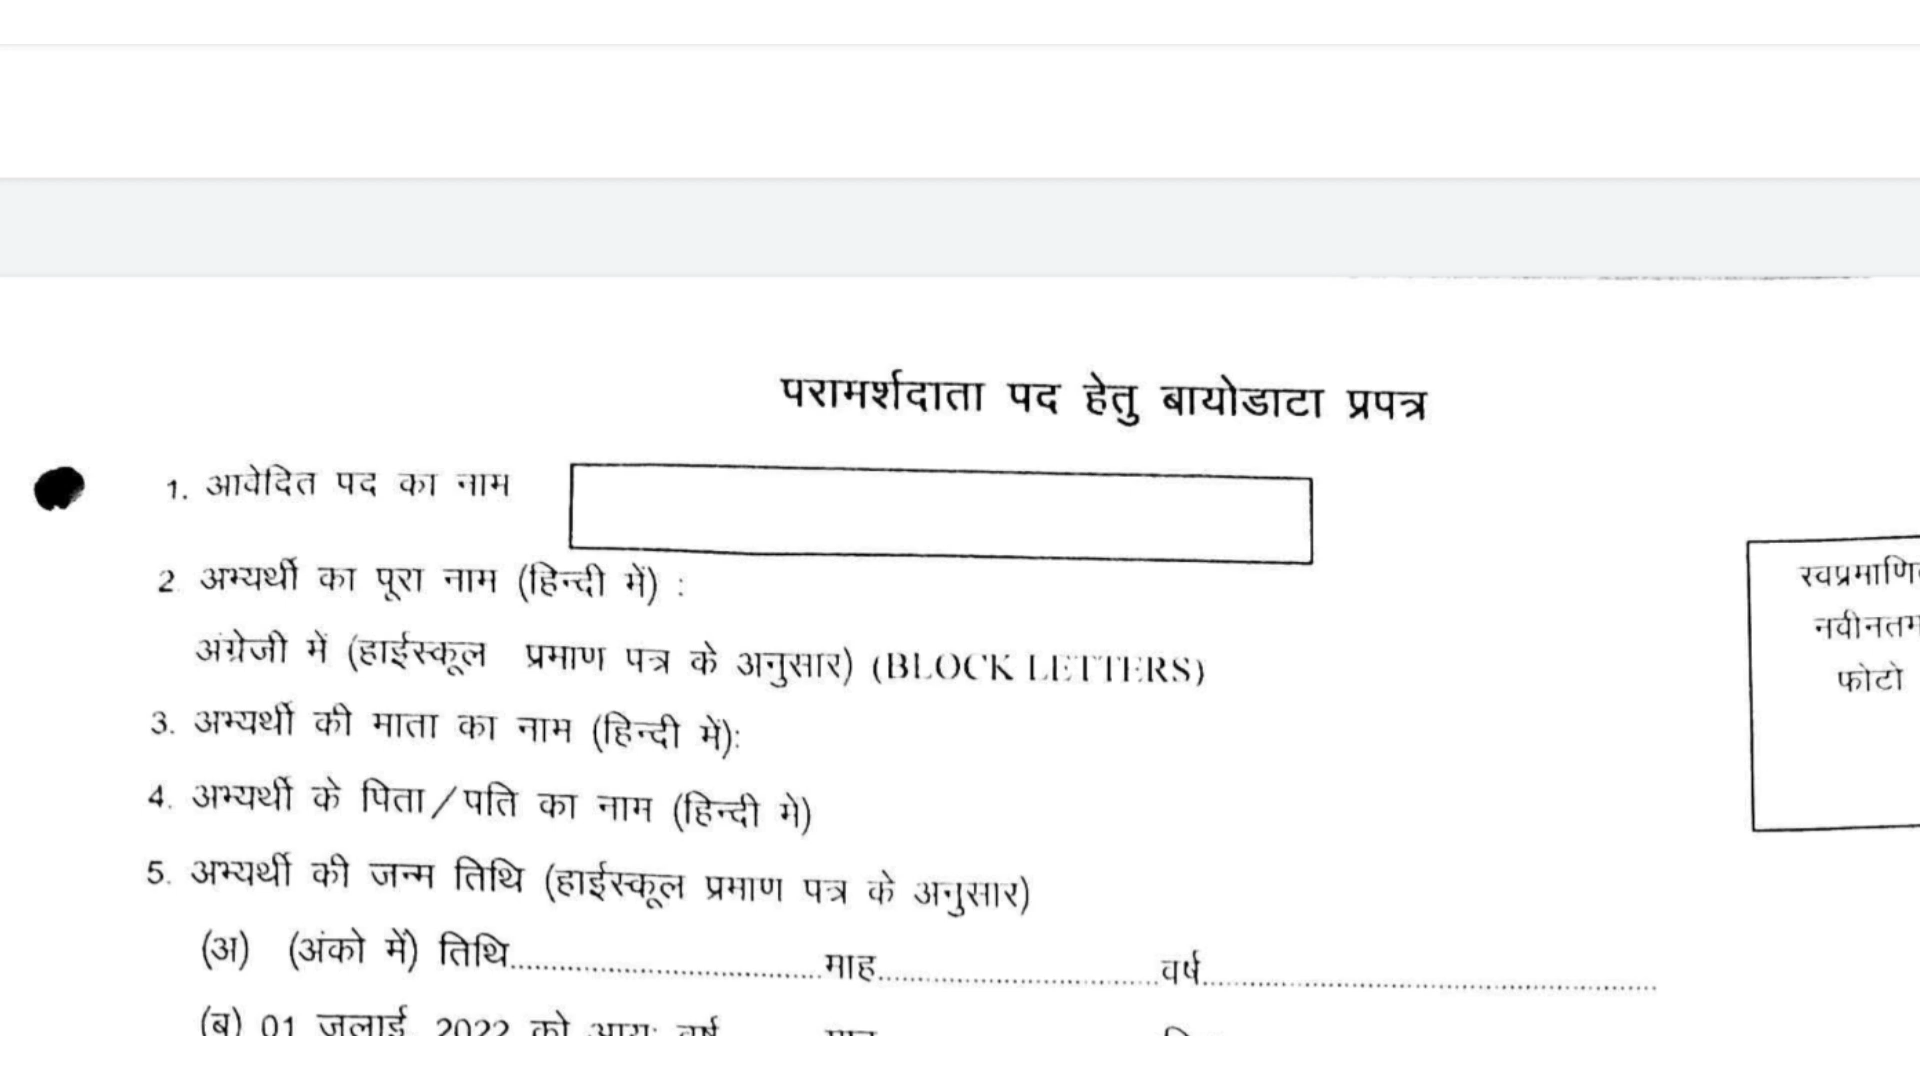 परामर्शदाता पद हेतु बायोडाटा प्रपत्र
1. आवेदित पद का नाम
2. अभ्यर्थी का पूरा नाम (हिन्दी में) :
अंग्रेजी में (हाईस्कूल प्रमाण पत्र के अनुसार) (BLOCK LETTERS)
नवीनतम
फोटो
3. अभ्यर्थी की माता का नाम (हिन्दी में):
4. अभ्यर्थी के पिता/पति का नाम (हिन्दी मे)
5. अभ्यर्थी की जन्म तिथि (हाईस्कूल प्रमाण पत्र के अनुसार)
(अ) (अंको में) तिथि..............................माह..............................वर्ष..............................
(ब) 01 जुलाई, 2022 को आयुः वर्ष